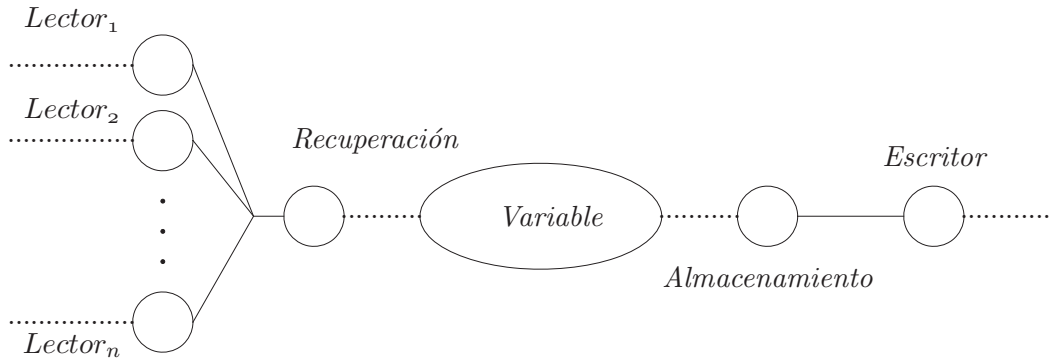 Lector₁
Lector₂
Recuperación
Escritor
Variable
Almacenamiento
Lectorₙ